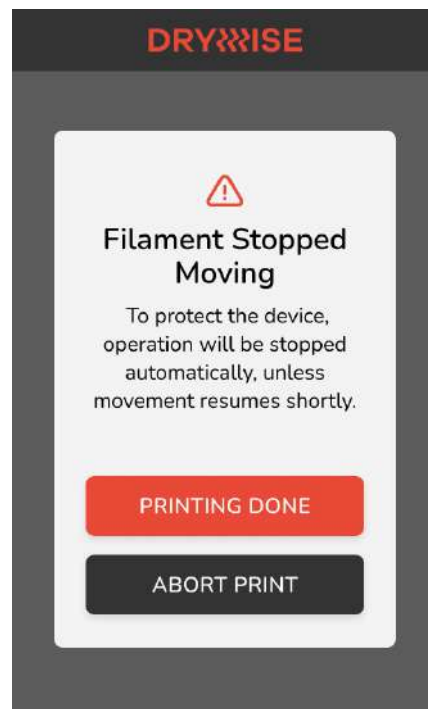 DRYWISE
Filament Stopped
Moving
To protect the device,
operation will be stopped
automatically, unless
movement resumes shortly.
PRINTING DONE
ABORT PRINT